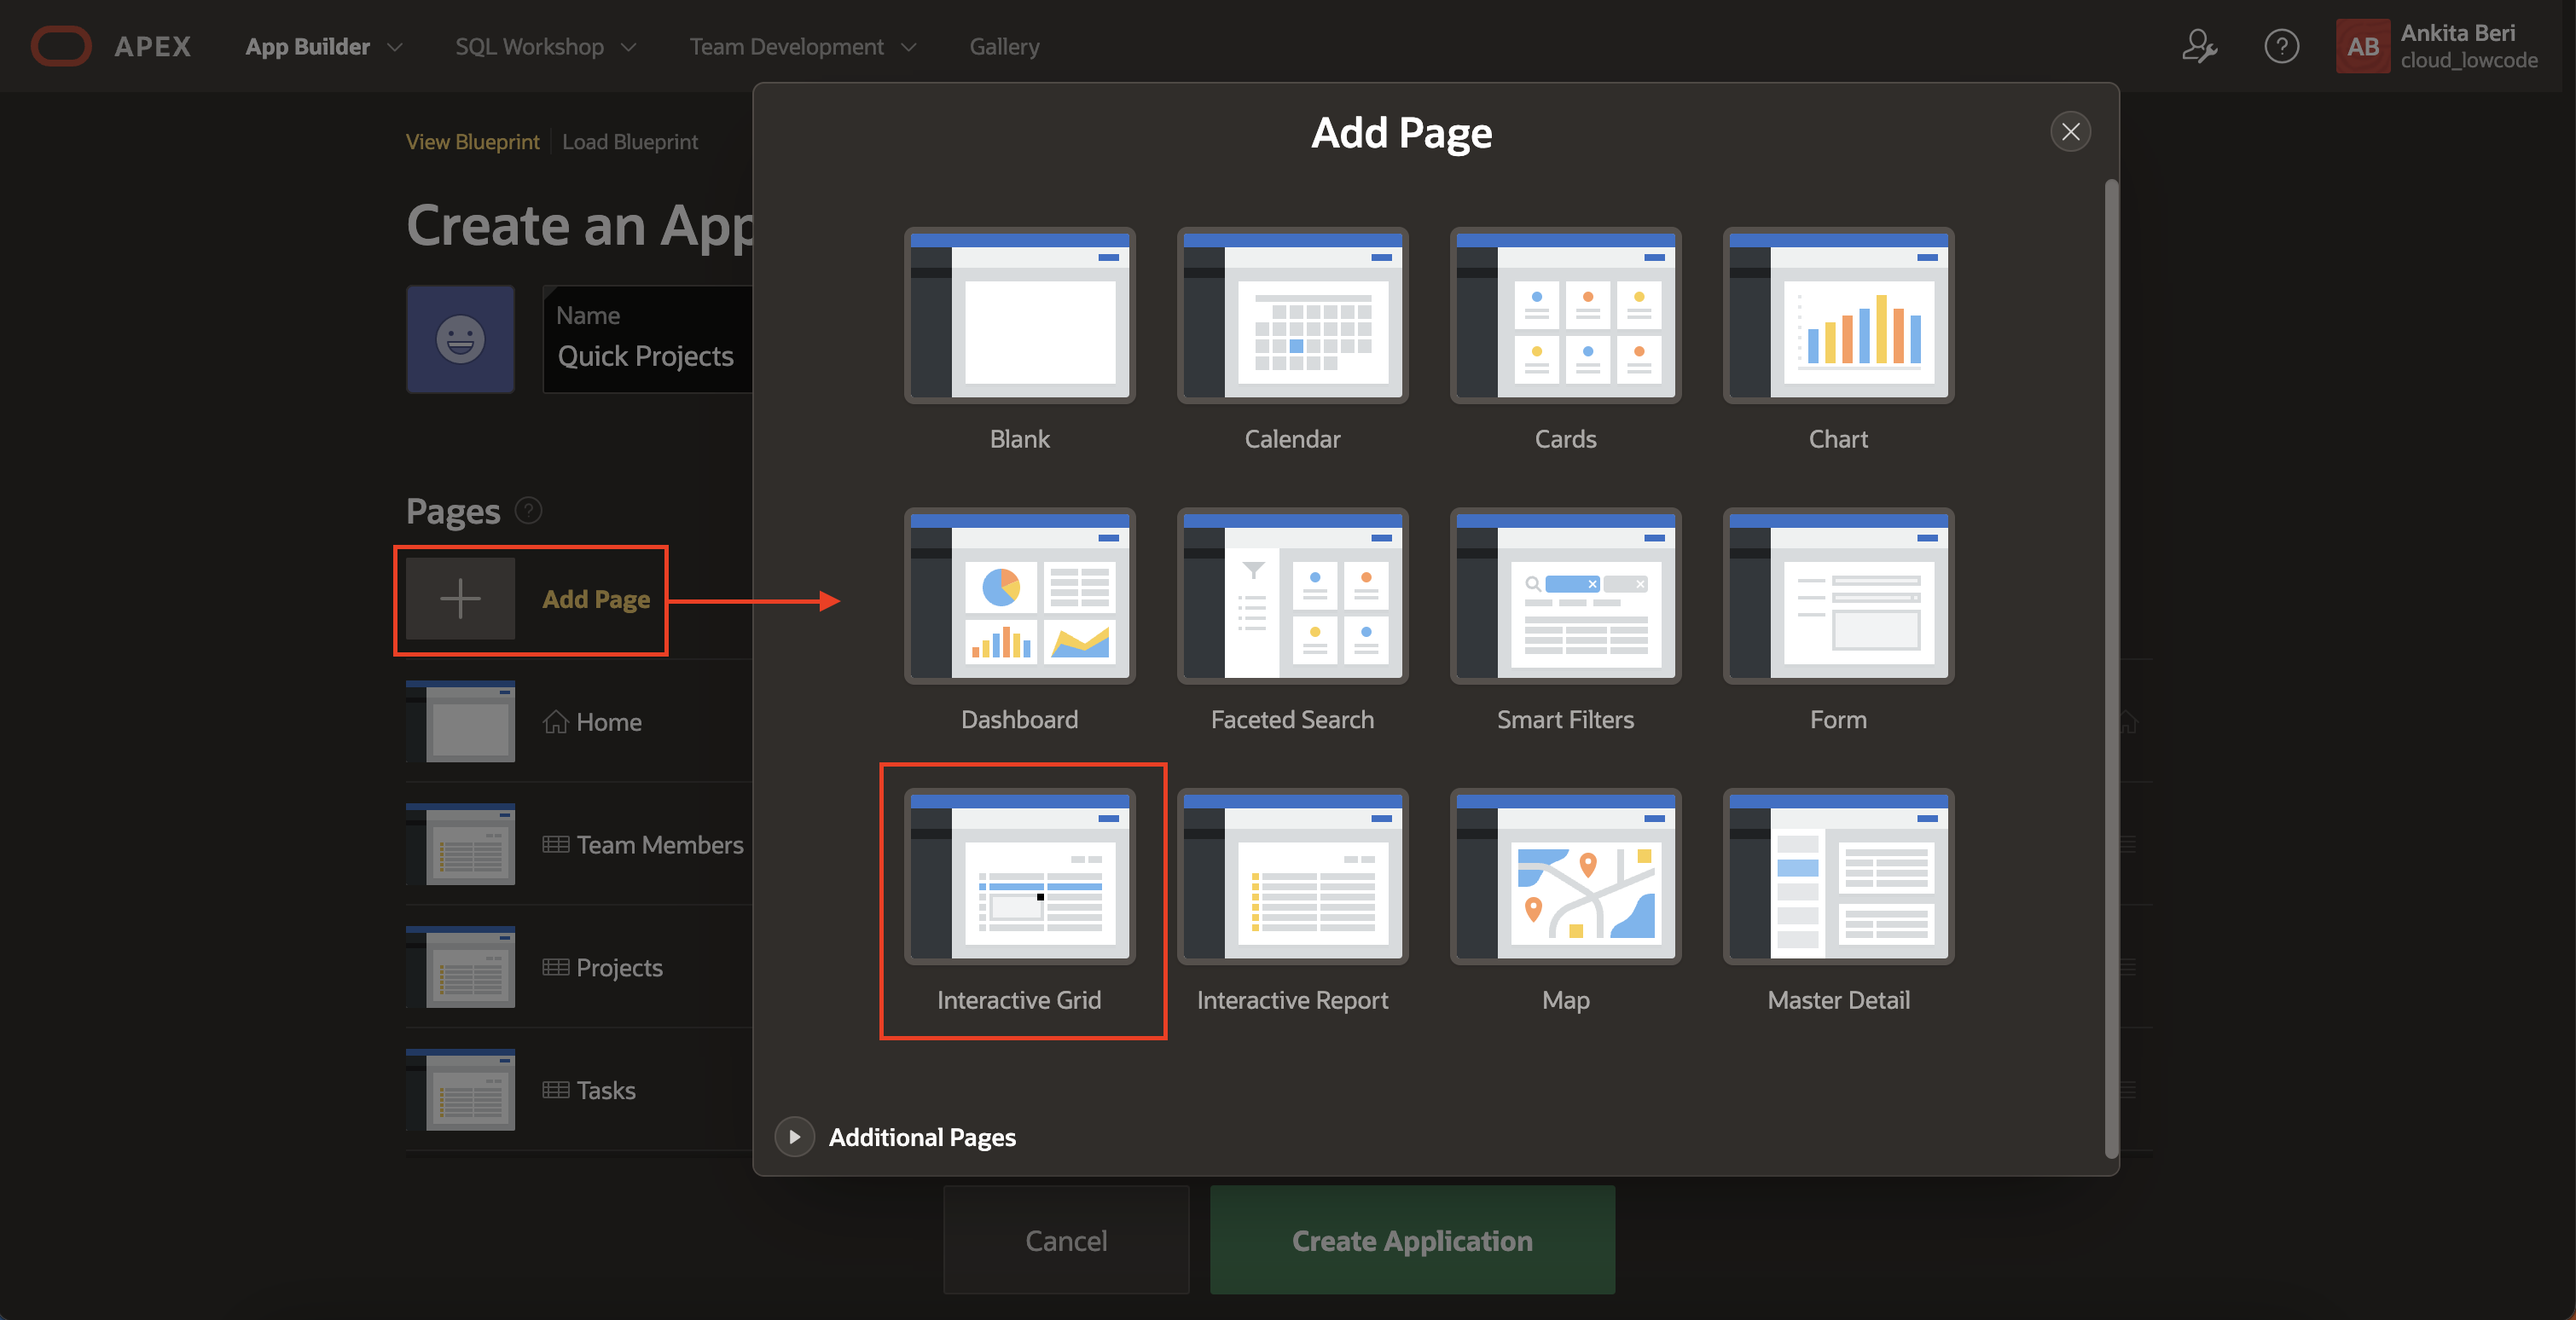 APEX
App Builder
SQL Workshop
Team Development
Gallery
?
AB
Ankita Beri
cloud_lowcode
View Blueprint
Load Blueprint
Create an App
Name
Quick Projects
Pages ?
Add Page
Home
Team Members
Projects
Tasks
Add Page
Blank
Calendar
Cards
Chart
Dashboard
Faceted Search
Smart Filters
Form
Interactive Grid
Interactive Report
Map
Master Detail
Additional Pages
Cancel
Create Application